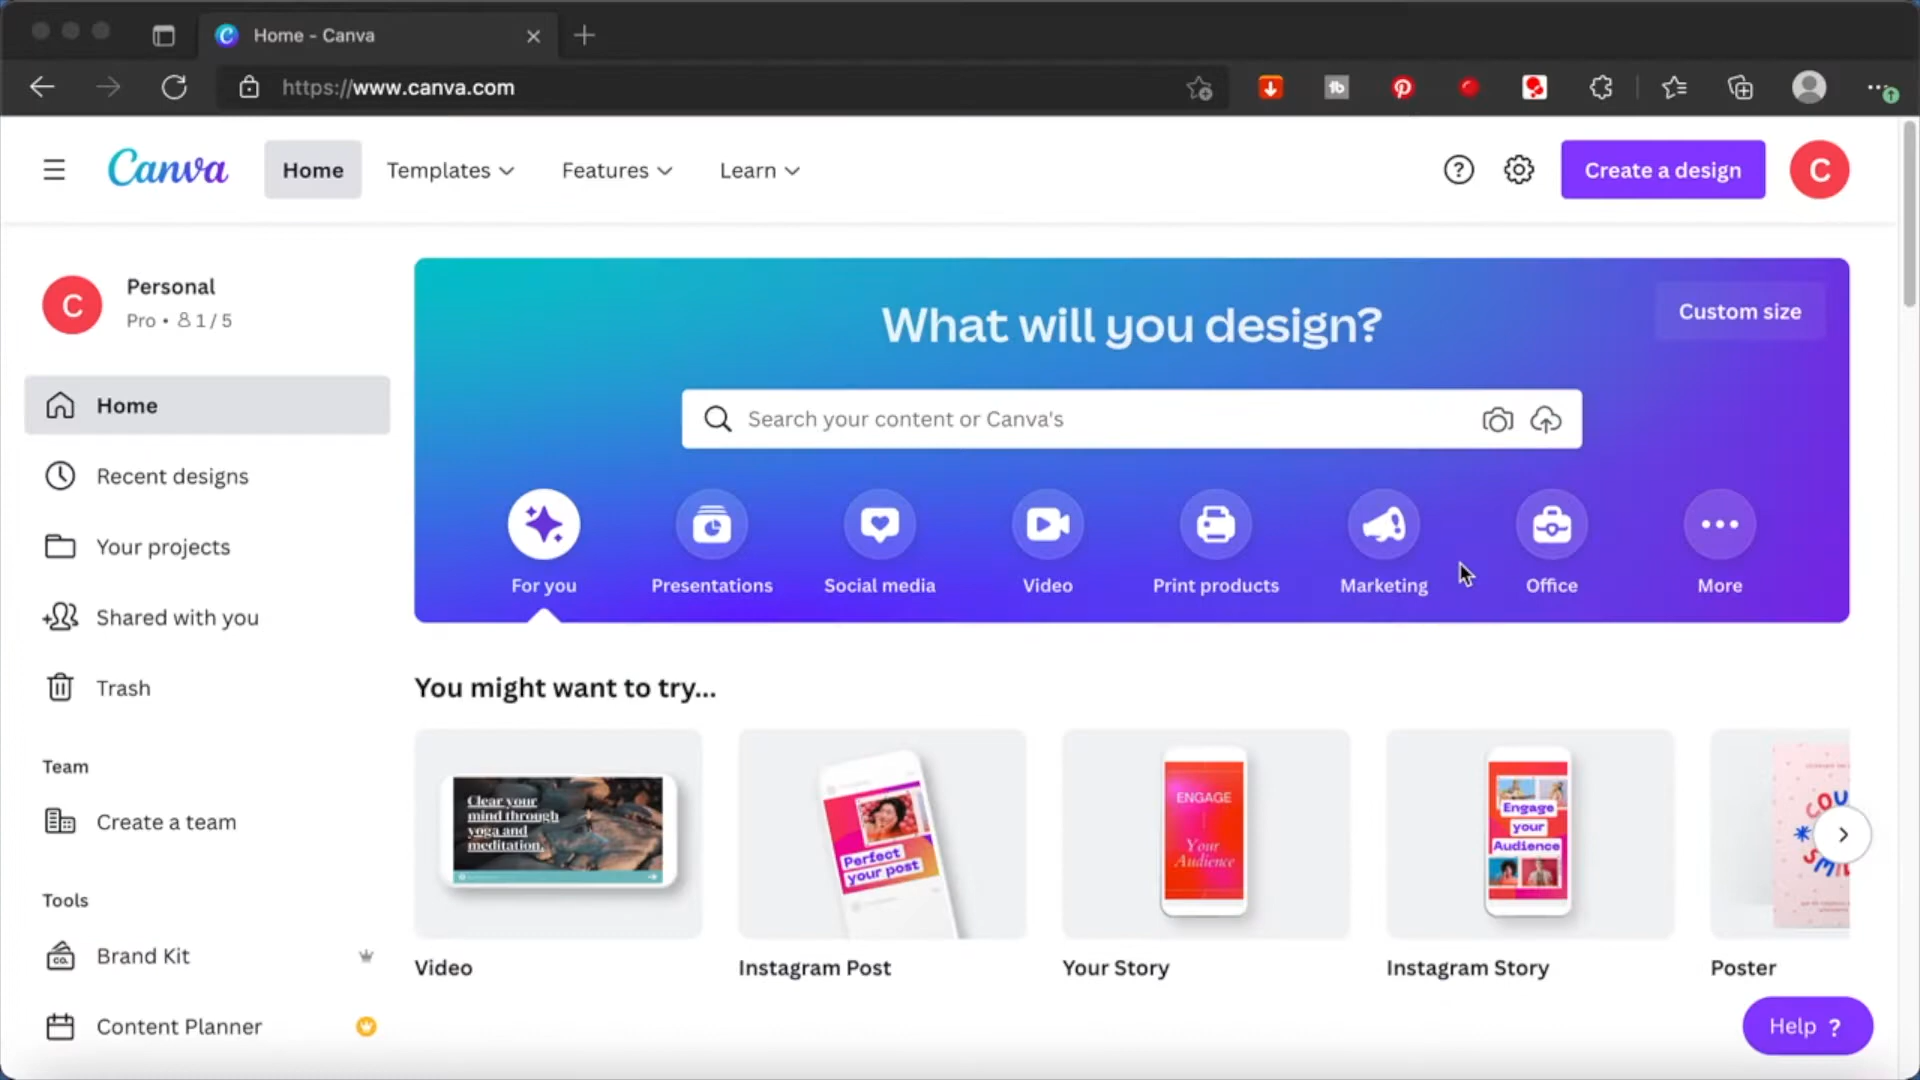 Home - Canva
https://www.canva.com
Canva
Home
Templates
Features
Learn
Create a design
C
C
Personal
Pro • 1 / 5
Home
Recent designs
Your projects
Shared with you
Trash
Team
Create a team
Tools
Brand Kit
Content Planner
What will you design?
Custom size
Search your content or Canva's
For you
Presentations
Social media
Video
Print products
Marketing
Office
More
You might want to try...
Clear your
mind through
yoga and
meditation.
Perfect
your post
ENGAGE
Your
Audience
Engage
your
Audience
Video
Instagram Post
Your Story
Instagram Story
Poster
Help ?